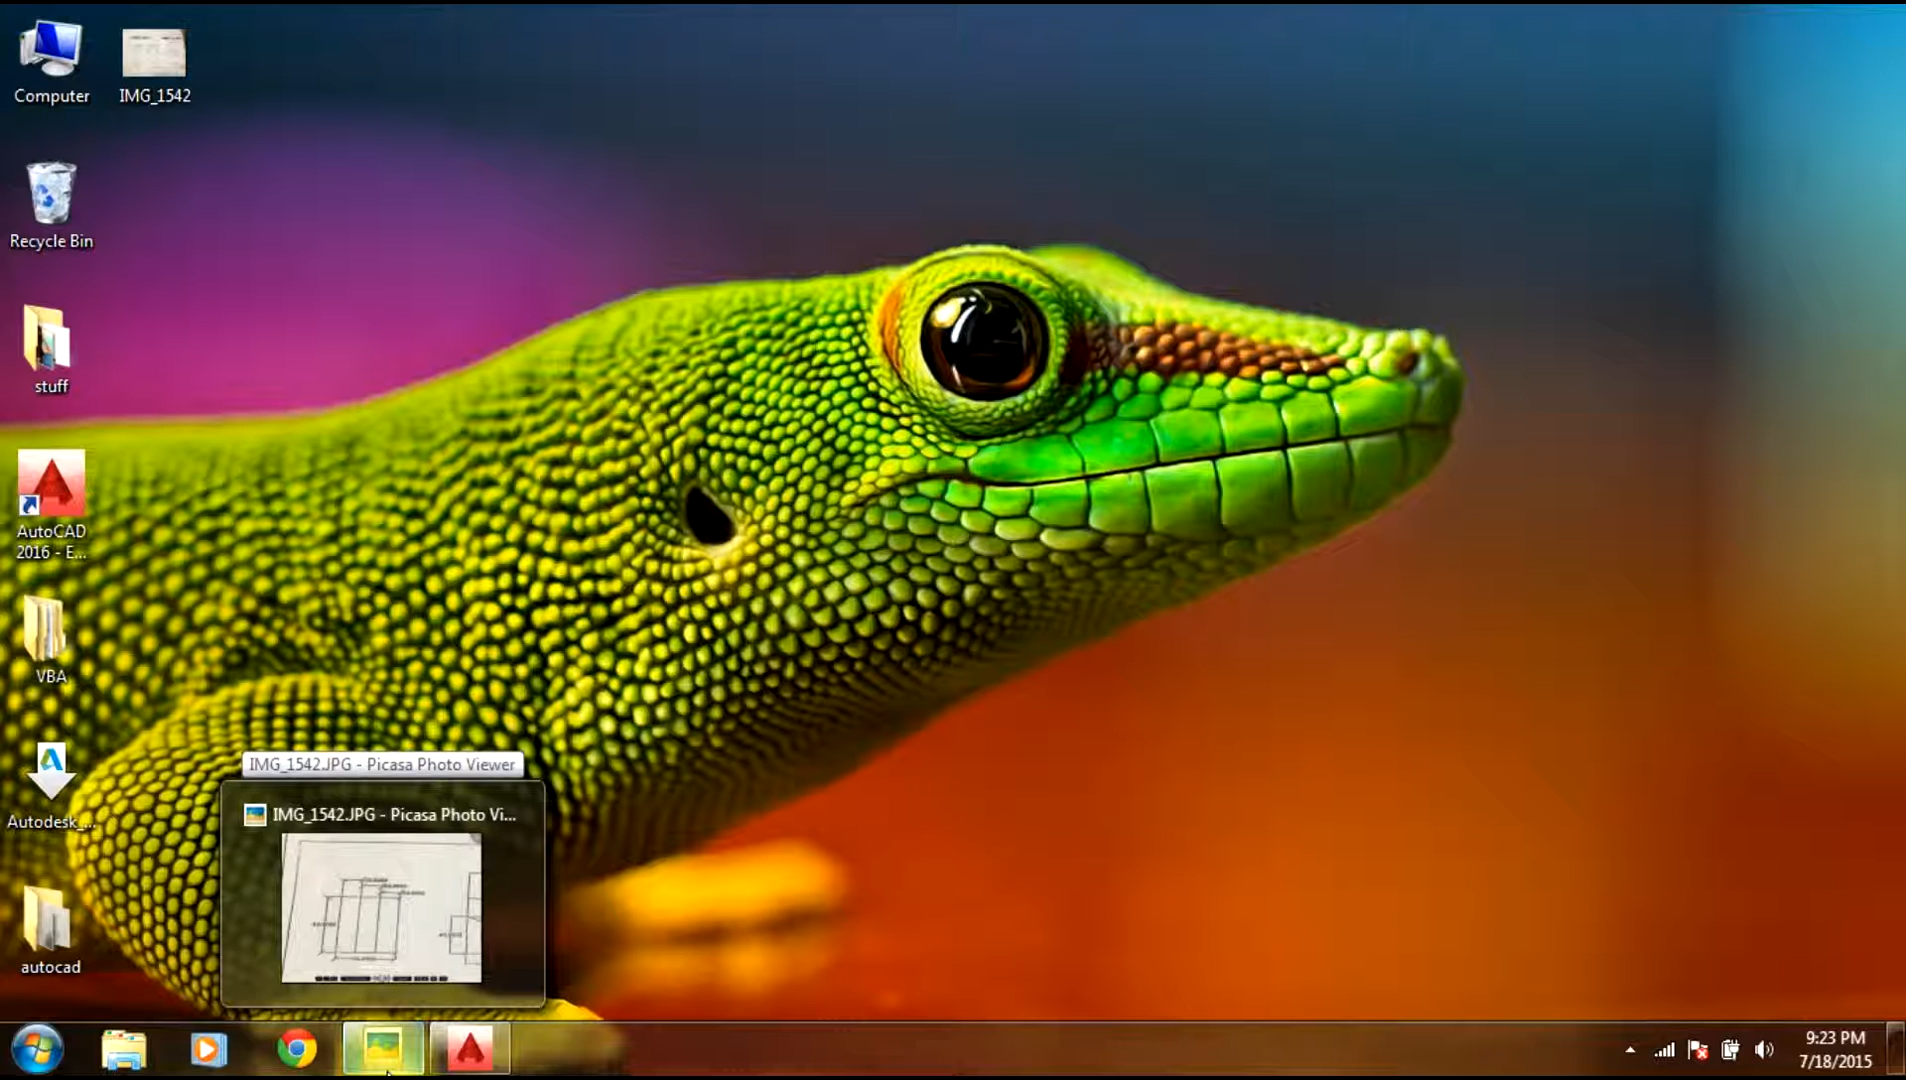 Computer
IMG_1542
Recycle Bin
stuff
AutoCAD
2016 - E...
VBA
Autodesk_...
autocad
IMG_1542.JPG - Picasa Photo Viewer
IMG_1542.JPG - Picasa Photo Vi...
9:23 PM
7/18/2015